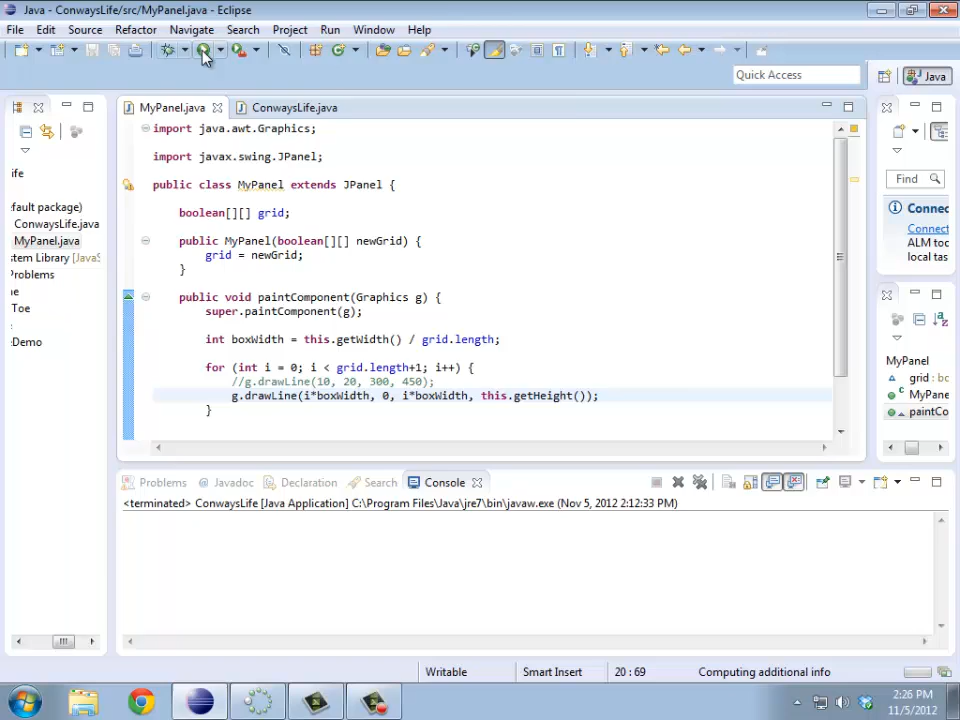 Java - ConwaysLife/src/MyPanel.java - Eclipse
File Edit Source Refactor Navigate Search Project Run Window Help
Quick Access
Java
MyPanel.java
ConwaysLife.java
import java.awt.Graphics;
import javax.swing.JPanel;
public class MyPanel extends JPanel {
boolean[][] grid;
public MyPanel(boolean[][] newGrid) {
grid = newGrid;
}
public void paintComponent(Graphics g) {
super.paintComponent(g);
int boxWidth = this.getWidth() / grid.length;
for (int i = 0; i < grid.length+1; i++) {
//g.drawLine(10, 20, 300, 450);
g.drawLine(i*boxWidth, 0, i*boxWidth, this.getHeight());
}
ife
efault package)
ConwaysLife.java
MyPanel.java
stem Library [JavaS
Problems
ne
Toe
Demo
Find
Connec
Connect
ALM too
local tas
MyPanel
grid : bo
MyPane
paintCo
Problems Javadoc Declaration Search Console
<terminated> ConwaysLife [Java Application] C:\Program Files\Java\jre7\bin\javaw.exe (Nov 5, 2012 2:12:33 PM)
Writable Smart Insert 20 : 69 Computing additional info
2:26 PM
11/5/2012